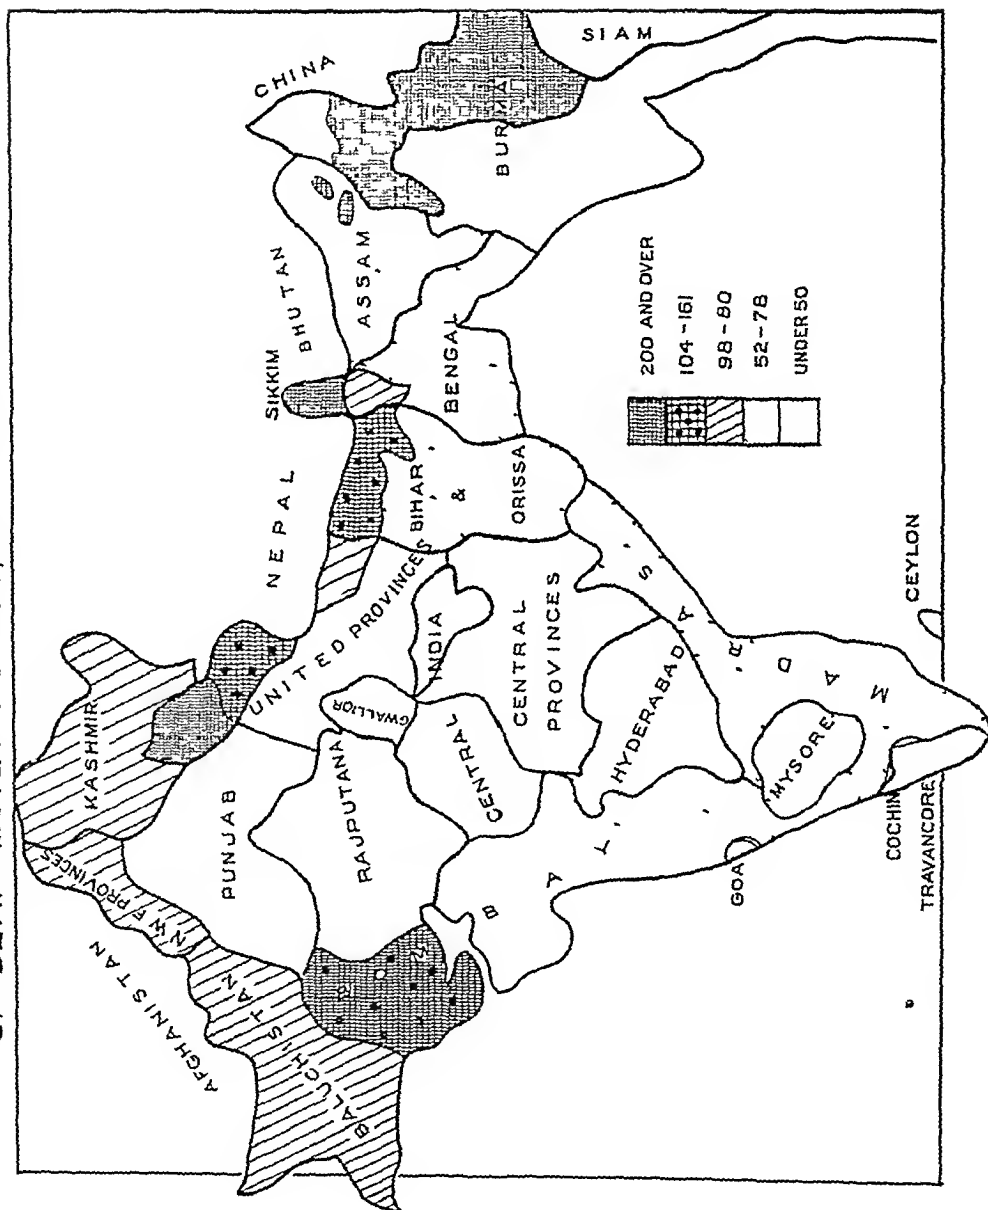 CHINA
SIAM
BURMA
BHUTAN
ASSAM
SIKKIM
BENGAL
NEPAL
BIHAR
&
ORISSA
KASHMIR
UNITED PROVINCES
GWALLIOR
CENTRAL
INDIA
CENTRAL
PROVINCES
N W F PROVINCES
PUNJAB
RAJPUTANA
AFGHANISTAN
BALUCHISTAN
HYDERABAD
MADRAS
MYSORE
GOA
COCHIN
TRAVANCORE
CEYLON
200 AND OVER
104-161
98-80
52-78
UNDER 50